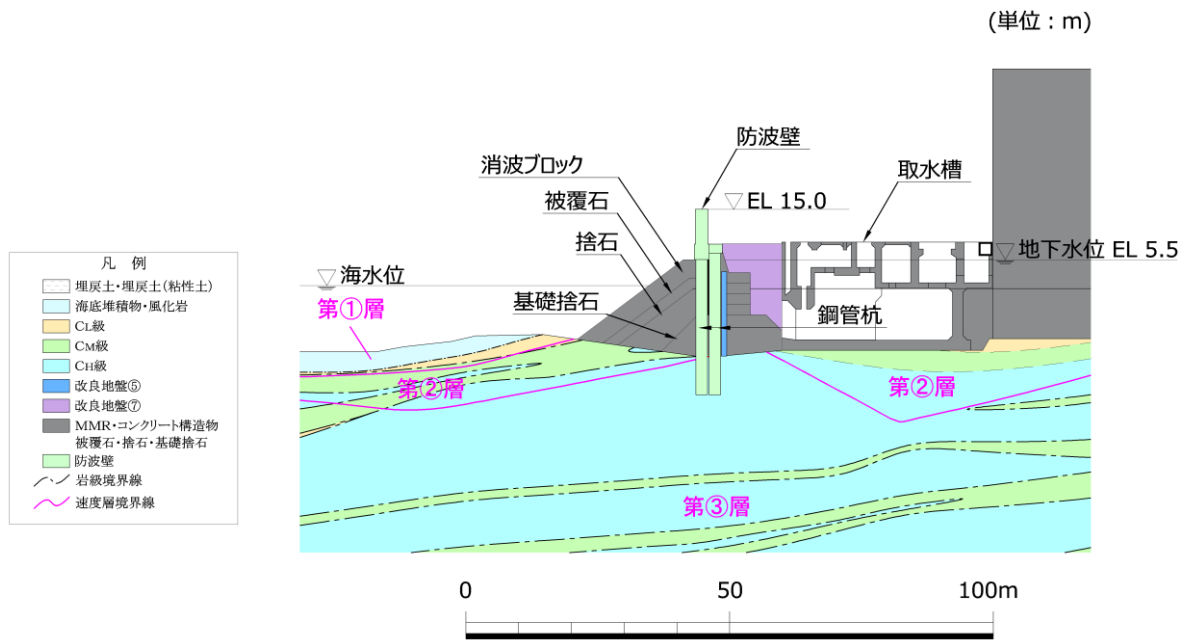 (単位:m)
防波壁
消波ブロック
取水槽
被覆石
EL 15.0
捨石
地下水位 EL 5.5
海水位
第①層
基礎捨石
鋼管杭
第②層
第②層
第③層
凡 例
埋戻土・埋戻土(粘性土)
海底堆積物・風化岩
CL級
CM級
CH級
改良地盤⑤
改良地盤⑦
MMR・コンクリート構造物
被覆石・捨石・基礎捨石
防波壁
岩級境界線
速度層境界線
0 50 100m